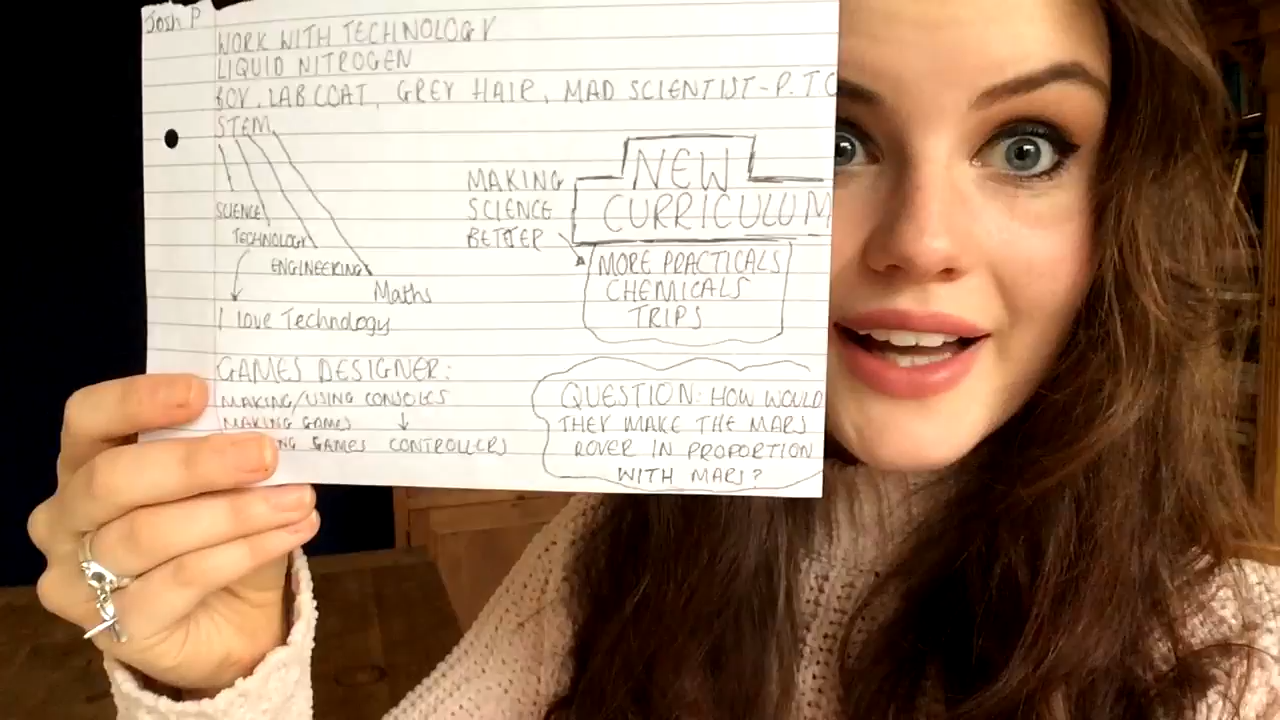 Josh P
WORK WITH TECHNOLOGY
LIQUID NITROGEN
BOY, LAB COAT, GREY HAIR, MAD SCIENTIST - P.T.O
STEM
SCIENCE
TECHNOLOGY
ENGINEERING
Maths
I love Technology
MAKING
SCIENCE
BETTER
NEW
CURRICULUM
MORE PRACTICALS
CHEMICALS
TRIPS
GAMES DESIGNER:
MAKING/USING CONSOLES
MAKING GAMES
GAMES CONTROLLERS
QUESTION: HOW WOULD
THEY MAKE THE MARS
ROVER IN PROPORTION
WITH MARS?